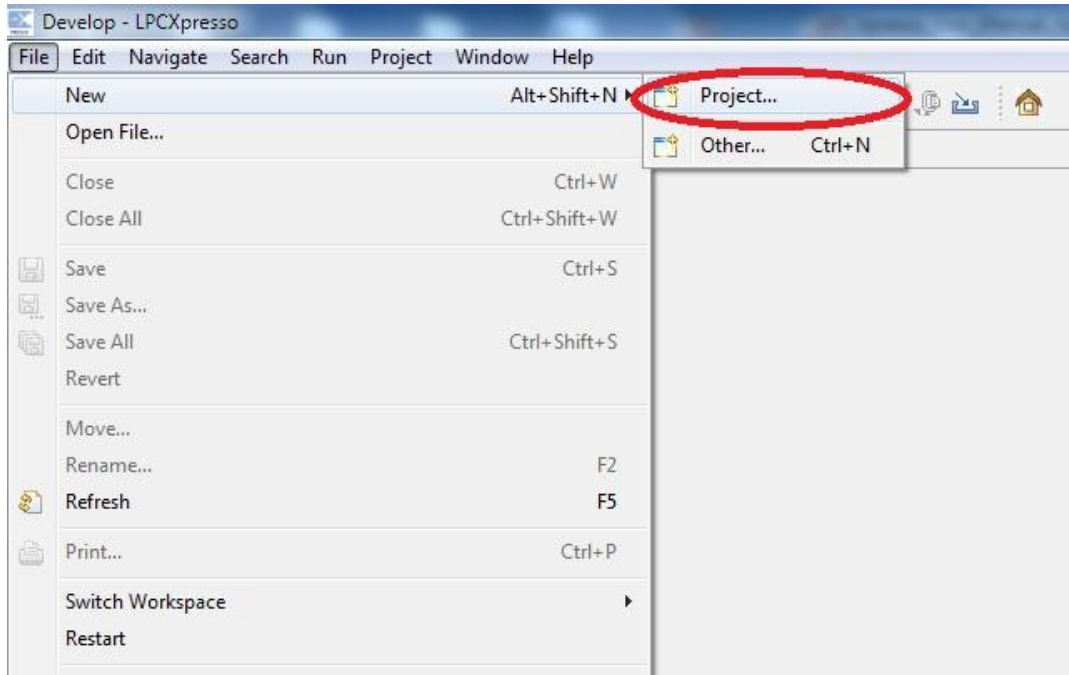 Develop - LPCXpresso
File Edit Navigate Search Run Project Window Help
New Alt+Shift+N
Project...
Open File...
Other... Ctrl+N
Close Ctrl+W
Close All Ctrl+Shift+W
Save Ctrl+S
Save As...
Save All Ctrl+Shift+S
Revert
Move...
Rename... F2
Refresh F5
Print... Ctrl+P
Switch Workspace
Restart